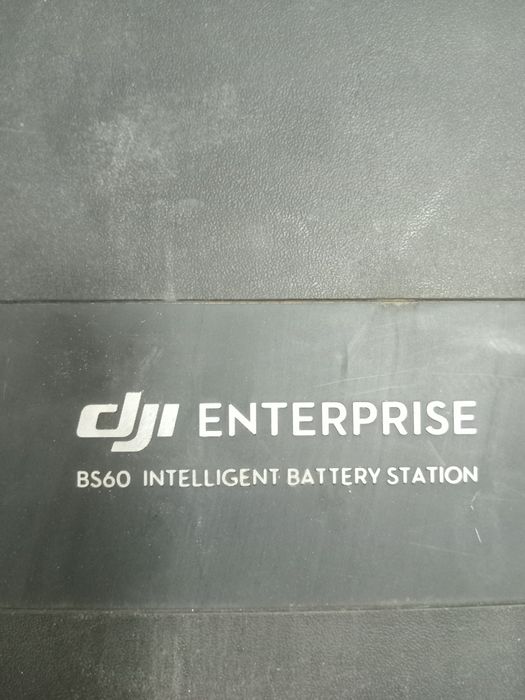 dji ENTERPRISE
BS60 INTELLIGENT BATTERY STATION